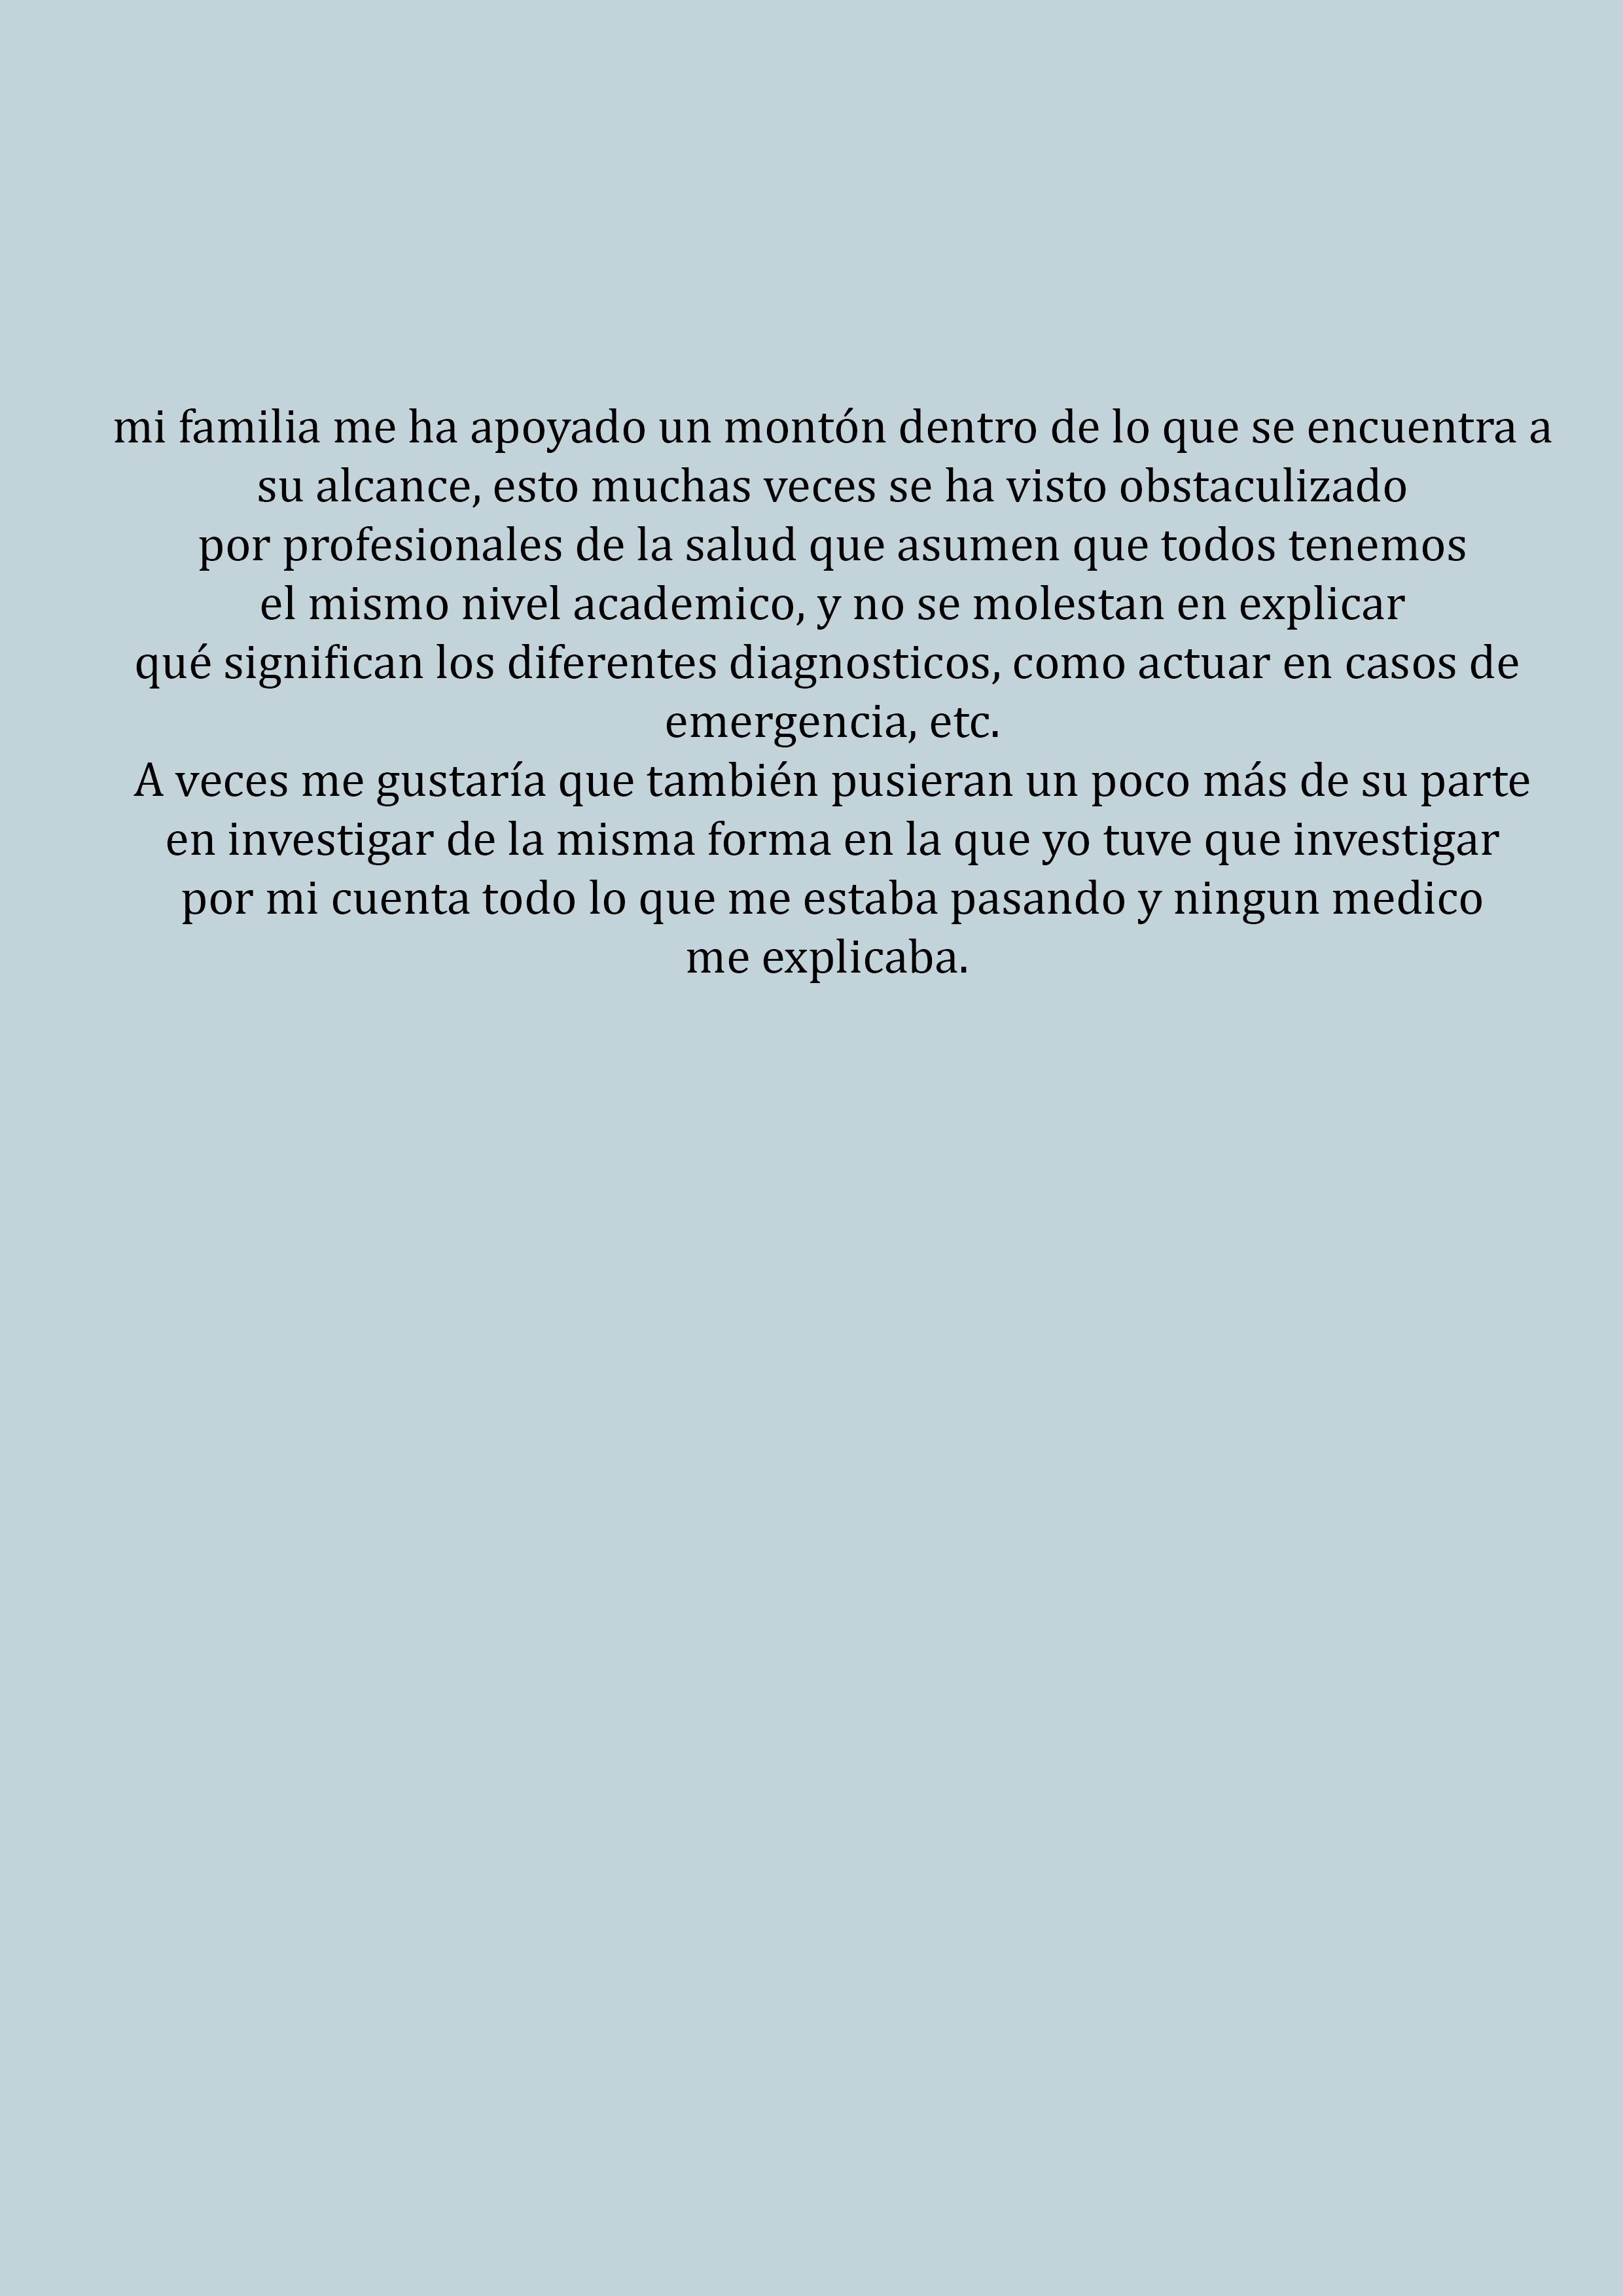 mi familia me ha apoyado un montón dentro de lo que se encuentra a
su alcance, esto muchas veces se ha visto obstaculizado
por profesionales de la salud que asumen que todos tenemos
el mismo nivel academico, y no se molestan en explicar
qué significan los diferentes diagnosticos, como actuar en casos de
emergencia, etc.
A veces me gustaría que también pusieran un poco más de su parte
en investigar de la misma forma en la que yo tuve que investigar
por mi cuenta todo lo que me estaba pasando y ningun medico
me explicaba.